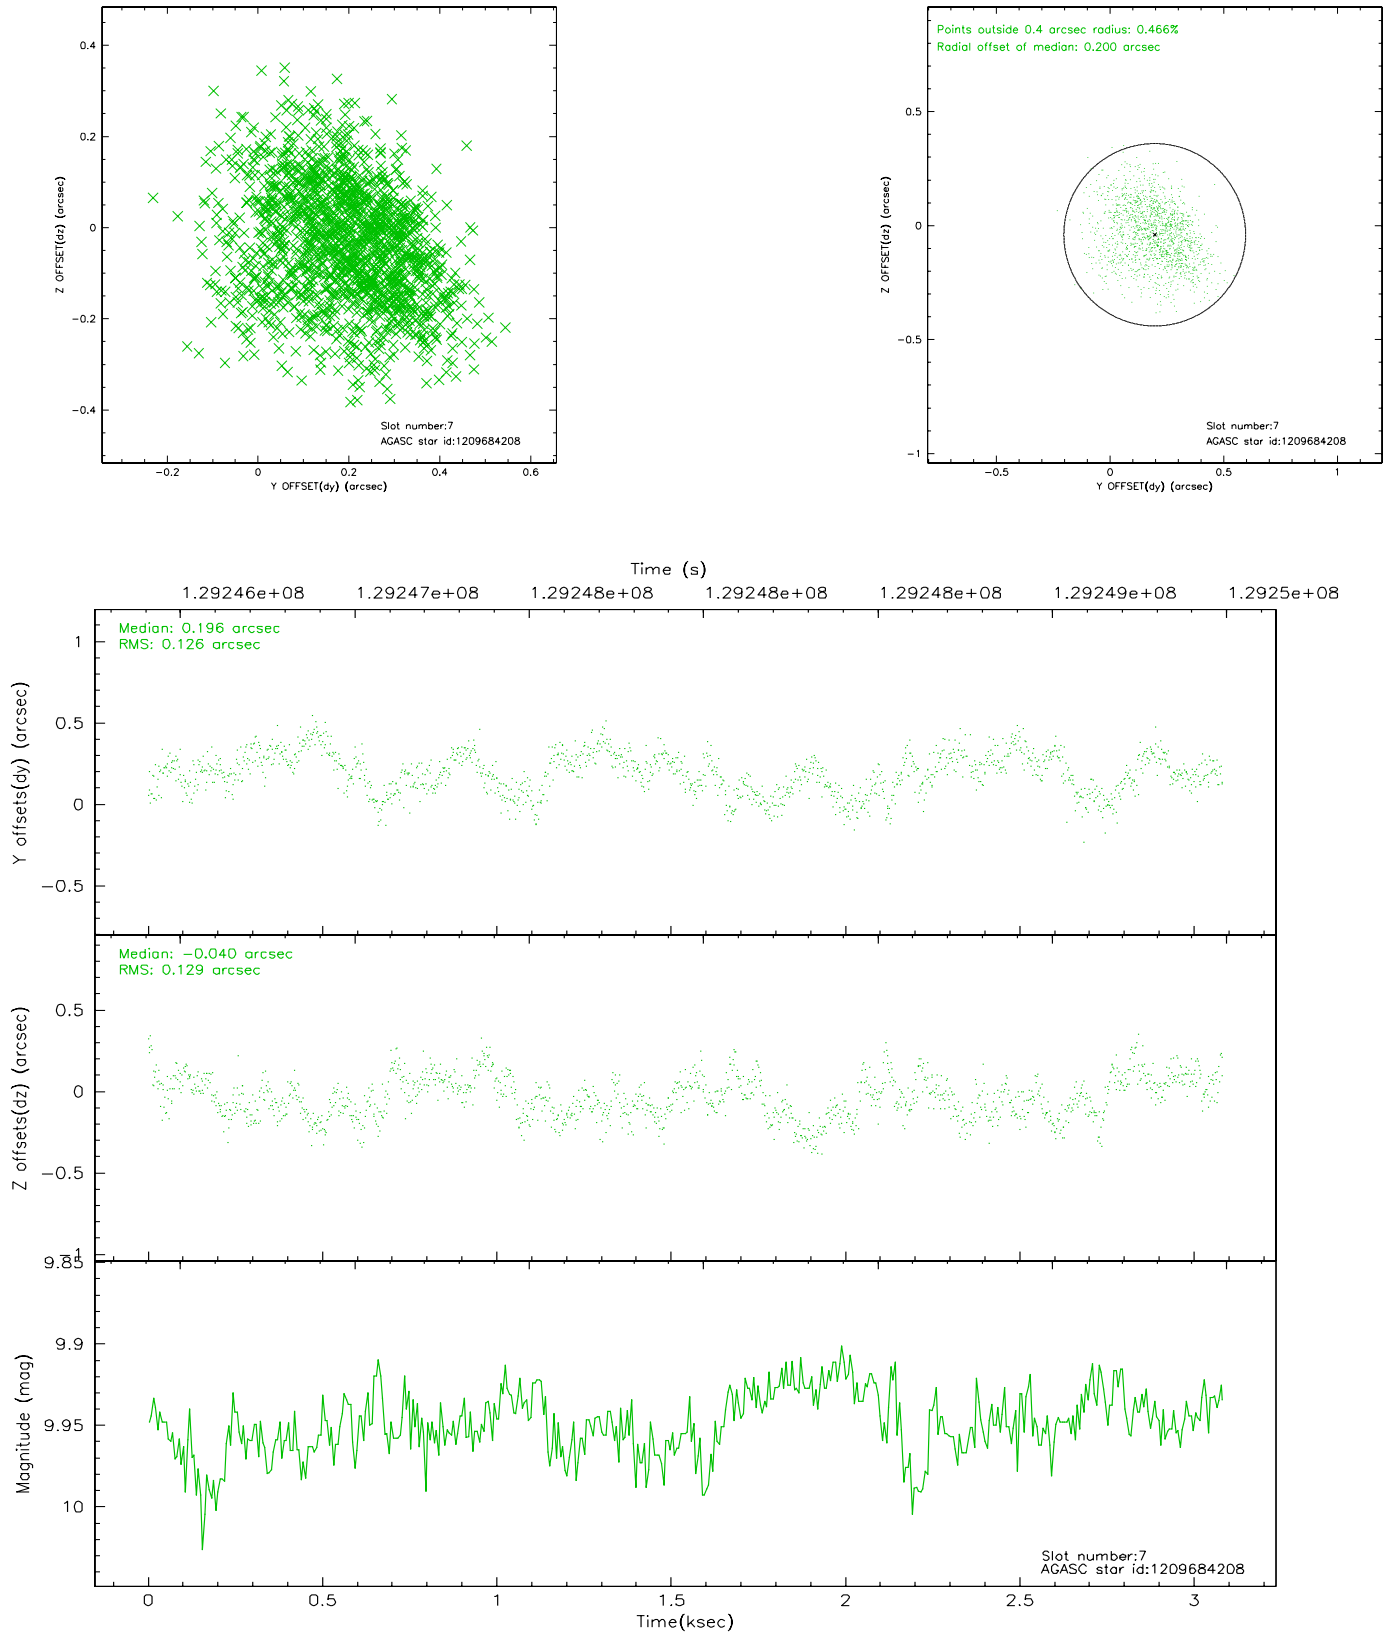 0.4
0.2
0
−0.2
−0.4
Z OFFSET(dz) (arcsec)
Slot number:7
AGASC star id:1209684208
−0.2 0 0.2 0.4 0.6
Y OFFSET(dy) (arcsec)
Points outside 0.4 arcsec radius: 0.466%
Radial offset of median: 0.200 arcsec
0.5
0
−0.5
−1
Z OFFSET(dz) (arcsec)
Slot number:7
AGASC star id:1209684208
−0.5 0 0.5 1
Y OFFSET(dy) (arcsec)
Time (s)
1.29246e+08 1.29247e+08 1.29248e+08 1.29248e+08 1.29248e+08 1.29249e+08 1.2925e+08
Median: 0.196 arcsec
RMS: 0.126 arcsec
1
0.5
0
−0.5
Y offsets(dy) (arcsec)
Median: −0.040 arcsec
RMS: 0.129 arcsec
0.5
0
−0.5
−1
Z offsets(dz) (arcsec)
9.85
9.9
9.95
10
Magnitude (mag)
Slot number:7
AGASC star id:1209684208
0 0.5 1 1.5 2 2.5 3
Time(ksec)